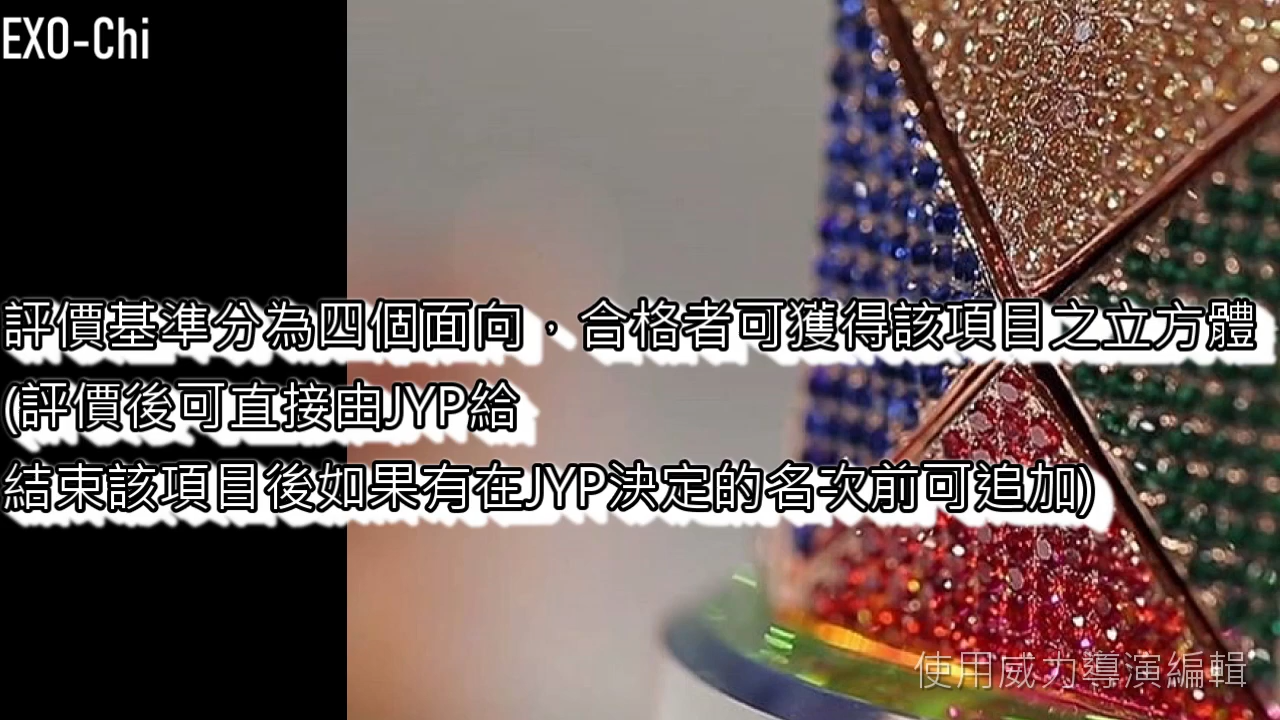 EXO-Chi
評價基準分為四個面向，合格者可獲得該項目之立方體
(評價後可直接由JYP給
結束該項目後如果有在JYP決定的名次前可追加)
使用威力導演編輯